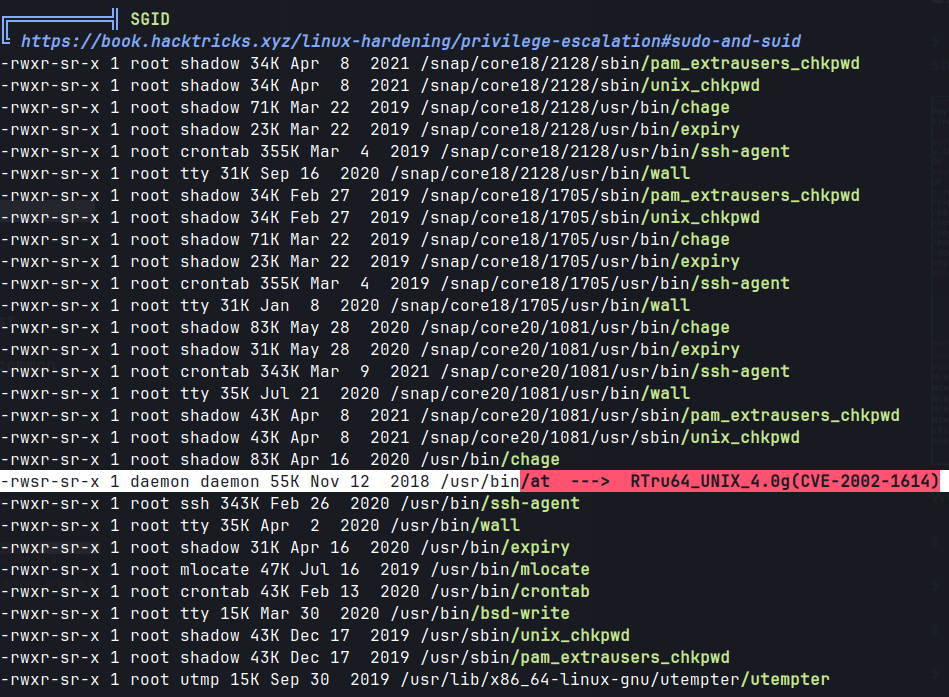 SGID
https://book.hacktricks.xyz/linux-hardening/privilege-escalation#sudo-and-suid
-rwxr-sr-x 1 root shadow 34K Apr  8  2021 /snap/core18/2128/sbin/pam_extrausers_chkpwd
-rwxr-sr-x 1 root shadow 34K Apr  8  2021 /snap/core18/2128/sbin/unix_chkpwd
-rwxr-sr-x 1 root shadow 71K Mar 22  2019 /snap/core18/2128/usr/bin/chage
-rwxr-sr-x 1 root shadow 23K Mar 22  2019 /snap/core18/2128/usr/bin/expiry
-rwxr-sr-x 1 root crontab 355K Mar  4  2019 /snap/core18/2128/usr/bin/ssh-agent
-rwxr-sr-x 1 root tty 31K Sep 16  2020 /snap/core18/2128/usr/bin/wall
-rwxr-sr-x 1 root shadow 34K Feb 27  2019 /snap/core18/1705/sbin/pam_extrausers_chkpwd
-rwxr-sr-x 1 root shadow 34K Feb 27  2019 /snap/core18/1705/sbin/unix_chkpwd
-rwxr-sr-x 1 root shadow 71K Mar 22  2019 /snap/core18/1705/usr/bin/chage
-rwxr-sr-x 1 root shadow 23K Mar 22  2019 /snap/core18/1705/usr/bin/expiry
-rwxr-sr-x 1 root crontab 355K Mar  4  2019 /snap/core18/1705/usr/bin/ssh-agent
-rwxr-sr-x 1 root tty 31K Jan  8  2020 /snap/core18/1705/usr/bin/wall
-rwxr-sr-x 1 root shadow 83K May 28  2020 /snap/core20/1081/usr/bin/chage
-rwxr-sr-x 1 root shadow 31K May 28  2020 /snap/core20/1081/usr/bin/expiry
-rwxr-sr-x 1 root crontab 343K Mar  9  2021 /snap/core20/1081/usr/bin/ssh-agent
-rwxr-sr-x 1 root tty 35K Jul 21  2020 /snap/core20/1081/usr/bin/wall
-rwxr-sr-x 1 root shadow 43K Apr  8  2021 /snap/core20/1081/usr/sbin/pam_extrausers_chkpwd
-rwxr-sr-x 1 root shadow 43K Apr  8  2021 /snap/core20/1081/usr/sbin/unix_chkpwd
-rwxr-sr-x 1 root shadow 83K Apr 16  2020 /usr/bin/chage
-rwsr-sr-x 1 daemon daemon 55K Nov 12  2018 /usr/bin/at  --->  RTru64_UNIX_4.0g(CVE-2002-1614)
-rwxr-sr-x 1 root ssh 343K Feb 26  2020 /usr/bin/ssh-agent
-rwxr-sr-x 1 root tty 35K Apr  2  2020 /usr/bin/wall
-rwxr-sr-x 1 root shadow 31K Apr 16  2020 /usr/bin/expiry
-rwxr-sr-x 1 root mlocate 47K Jul 16  2019 /usr/bin/mlocate
-rwxr-sr-x 1 root crontab 43K Feb 13  2020 /usr/bin/crontab
-rwxr-sr-x 1 root tty 15K Mar 30  2020 /usr/bin/bsd-write
-rwxr-sr-x 1 root shadow 43K Dec 17  2019 /usr/sbin/unix_chkpwd
-rwxr-sr-x 1 root shadow 43K Dec 17  2019 /usr/sbin/pam_extrausers_chkpwd
-rwxr-sr-x 1 root utmp 15K Sep 30  2019 /usr/lib/x86_64-linux-gnu/utempter/utempter